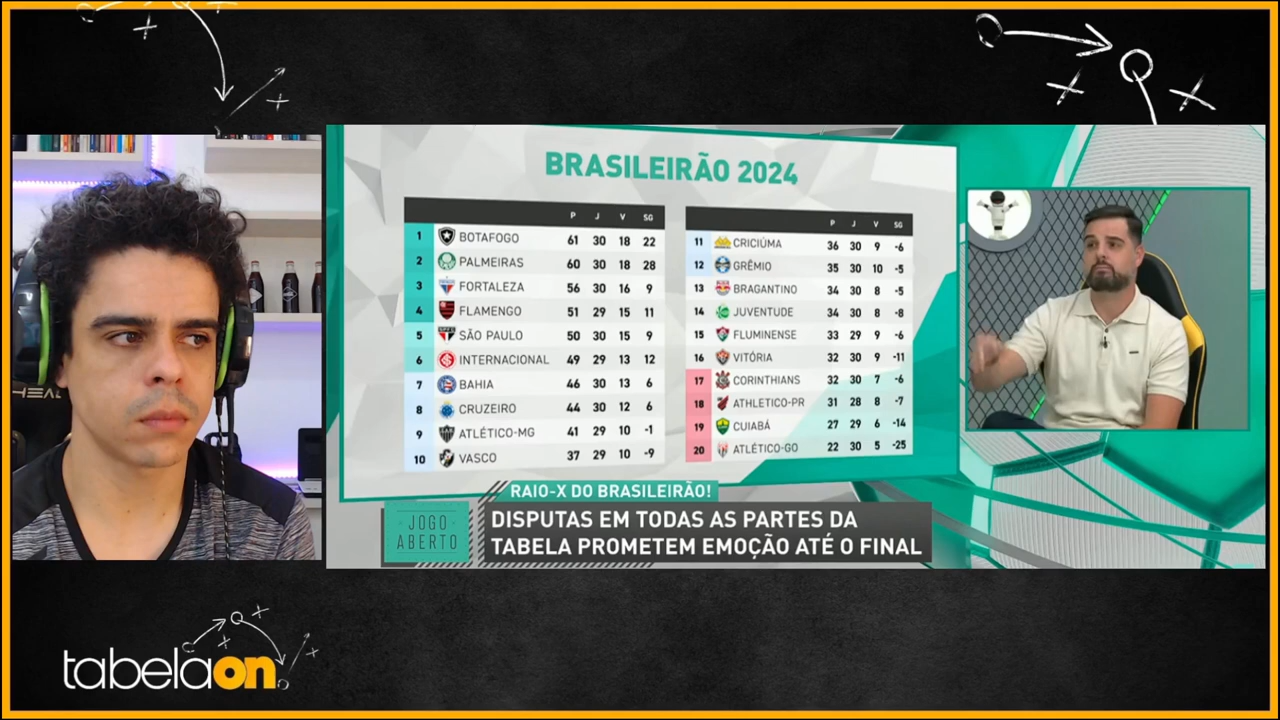 BRASILEIRÃO 2024
P J V SG
1 BOTAFOGO 61 30 18 22
2 PALMEIRAS 60 30 18 28
3 FORTALEZA 56 30 16 9
4 FLAMENGO 51 29 15 11
5 SÃO PAULO 50 30 15 9
6 INTERNACIONAL 49 29 13 12
7 BAHIA 46 30 13 6
8 CRUZEIRO 44 30 12 6
9 ATLÉTICO-MG 41 29 10 -1
10 VASCO 37 29 10 -9
P J V SG
11 CRICIÚMA 36 30 9 -6
12 GRÊMIO 35 30 10 -5
13 BRAGANTINO 34 30 8 -5
14 JUVENTUDE 34 30 8 -8
15 FLUMINENSE 33 29 9 -6
16 VITÓRIA 32 30 9 -11
17 CORINTHIANS 32 30 7 -6
18 ATHLETICO-PR 31 28 8 -7
19 CUIABÁ 27 29 6 -14
20 ATLÉTICO-GO 22 30 5 -25
RAIO-X DO BRASILEIRÃO!
JOGO
ABERTO
DISPUTAS EM TODAS AS PARTES DA
TABELA PROMETEM EMOÇÃO ATÉ O FINAL
tabelaon